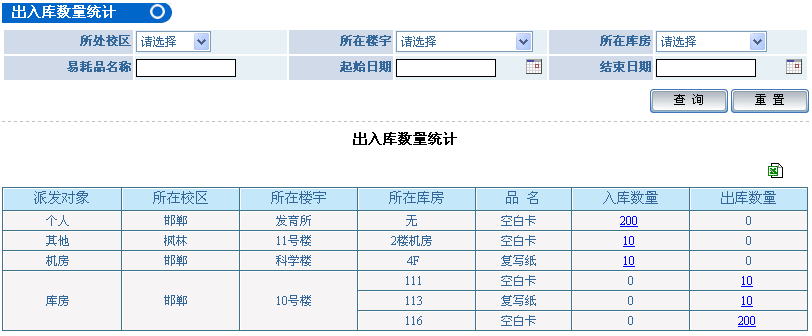 出入库数量统计
所处校区 请选择 所在楼宇 请选择 所在库房 请选择
易耗品名称 起始日期 结束日期
查 询 重 置
出入库数量统计
派发对象 所在校区 所在楼宇 所在库房 品 名 入库数量 出库数量
个人 邯郸 发育所 无 空白卡 200 0
其他 枫林 11号楼 2楼机房 空白卡 10 0
机房 邯郸 科学楼 4F 复写纸 10 0
库房 邯郸 10号楼 111 空白卡 0 10
113 复写纸 0 10
116 空白卡 0 200